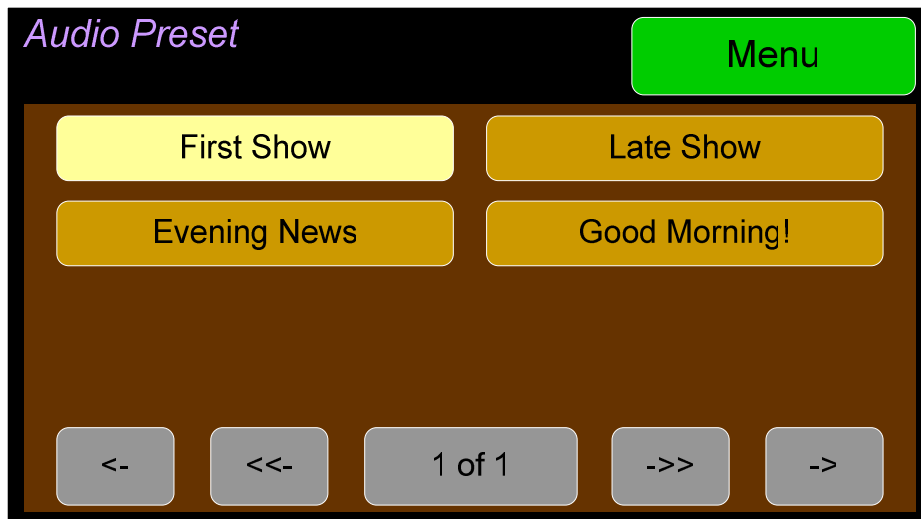 Audio Preset
Menu
First Show
Late Show
Evening News
Good Morning!
<-
<<-
1 of 1
->>
->